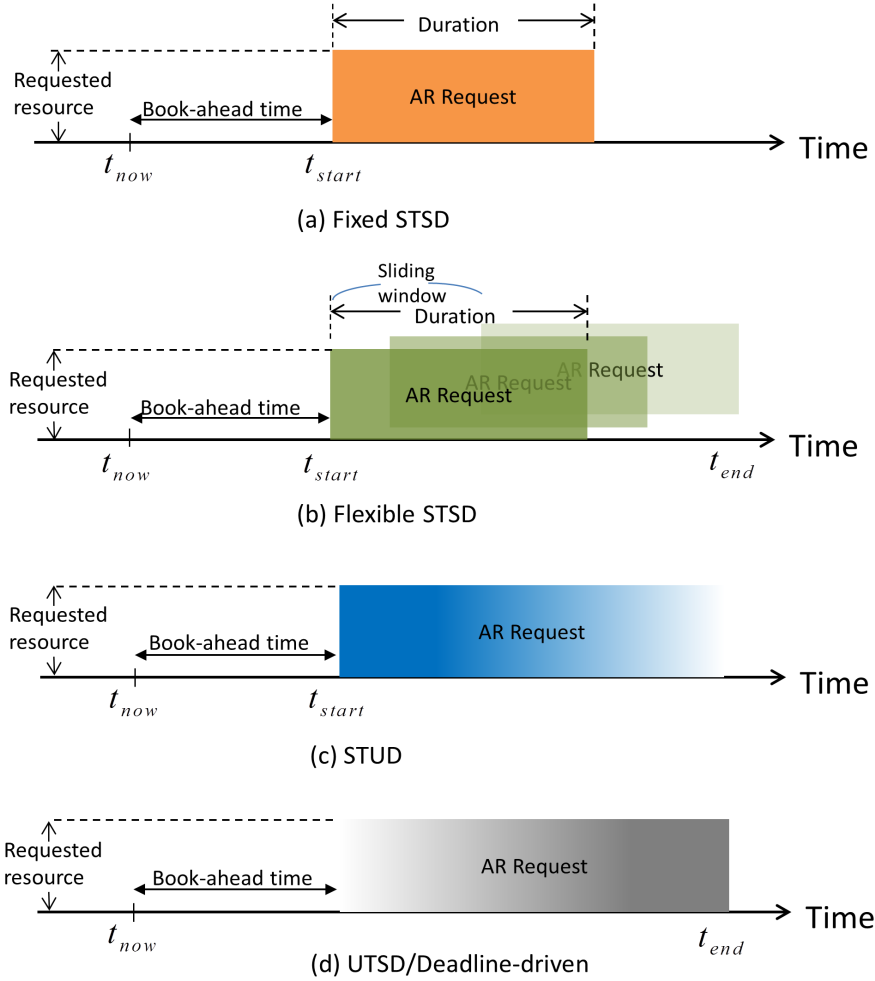 Duration
Requested
resource
AR Request
Book-ahead time
t_now
t_start
Time
(a) Fixed STSD
Sliding
window
Duration
Requested
resource
AR Request
AR Request
AR Request
Book-ahead time
t_now
t_start
t_end
Time
(b) Flexible STSD
Requested
resource
AR Request
Book-ahead time
t_now
t_start
Time
(c) STUD
Requested
resource
AR Request
Book-ahead time
t_now
t_end
Time
(d) UTSD/Deadline-driven